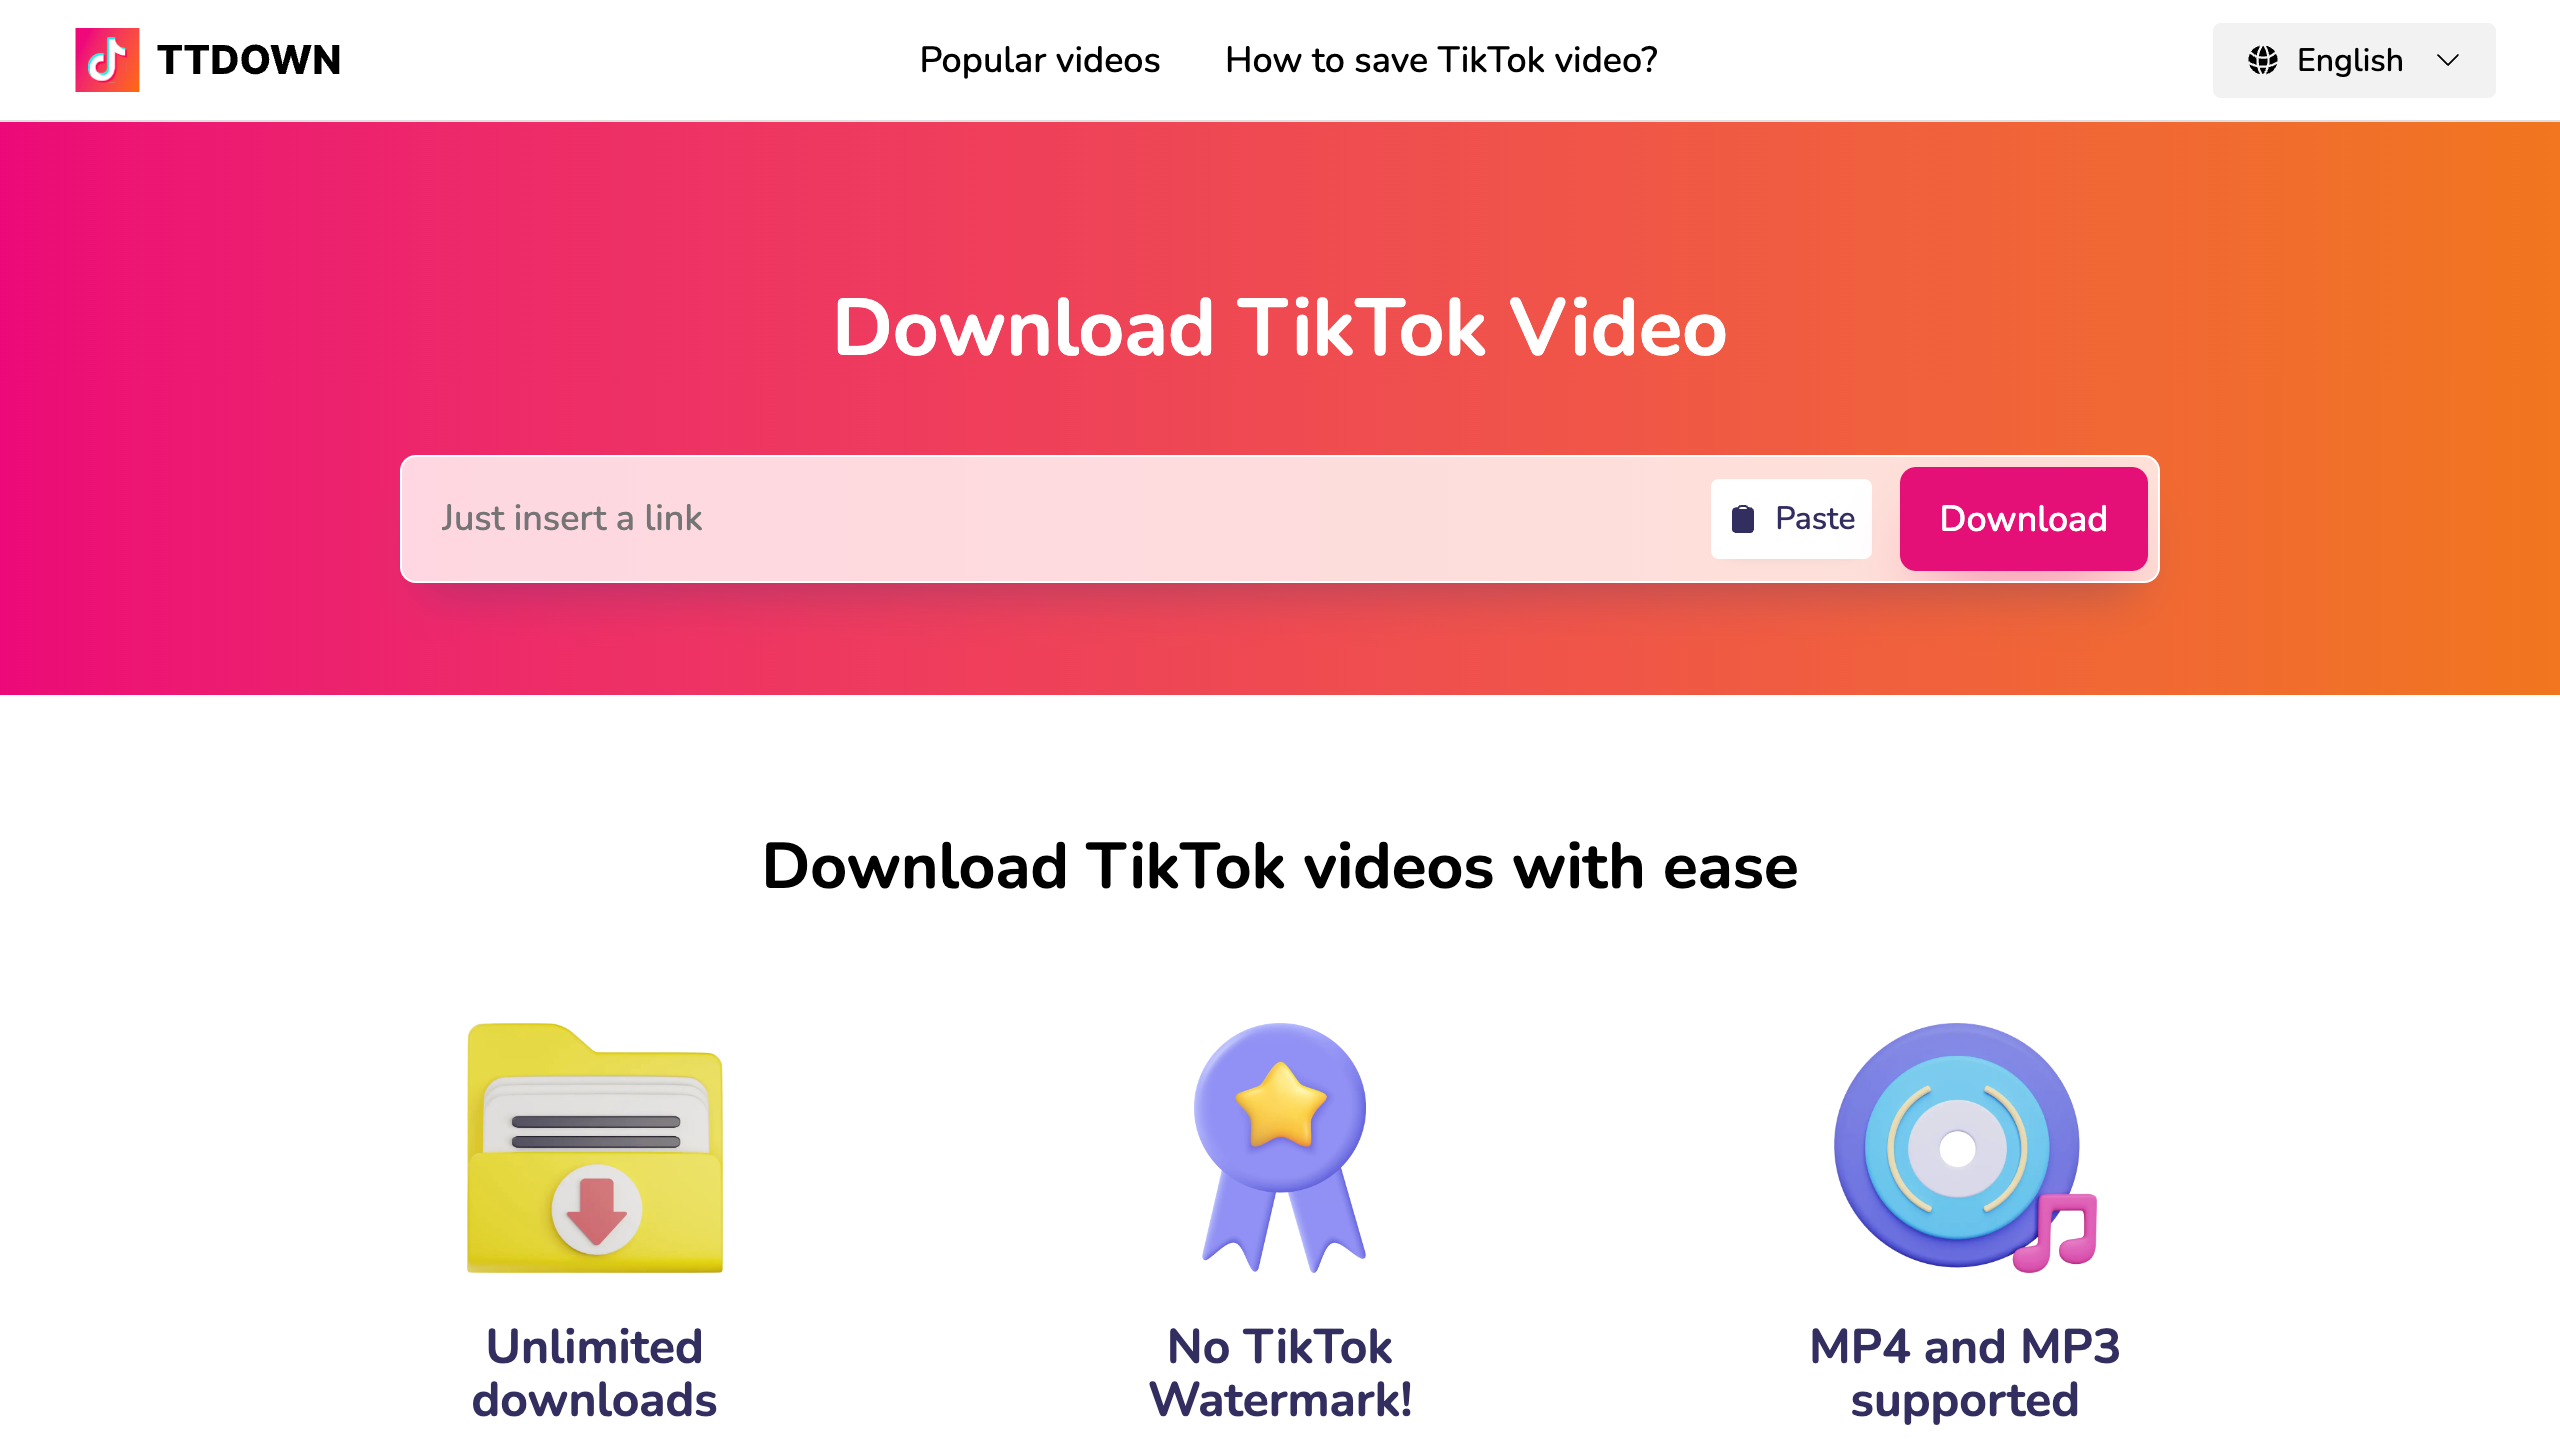 TTDOWN
Popular videos
How to save TikTok video?
English
Download TikTok Video
Just insert a link
Paste
Download
Download TikTok videos with ease
Unlimited
downloads
No TikTok
Watermark!
MP4 and MP3
supported